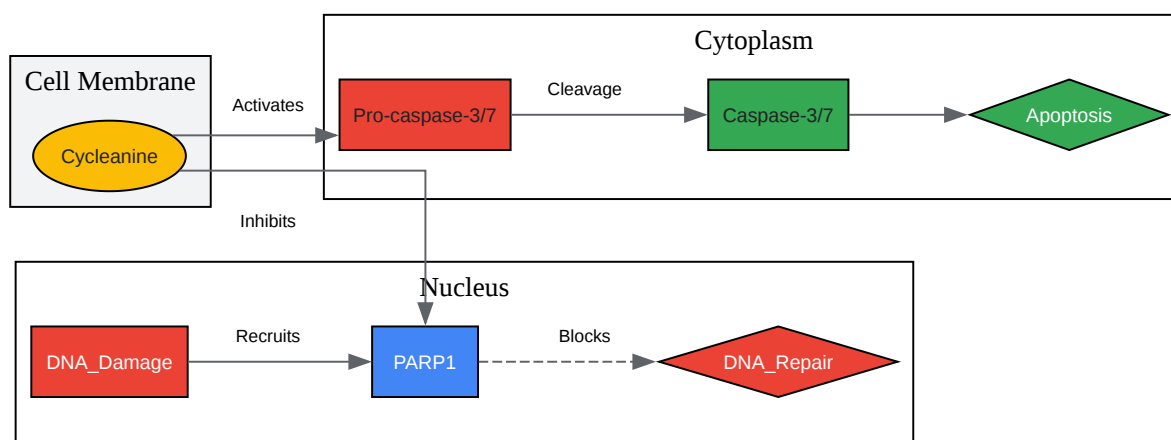 Cytoplasm
Cell Membrane
Activates
Pro-caspase-3/7
Cleavage
Caspase-3/7
Apoptosis
Cycleanine
Inhibits
Nucleus
DNA_Damage
Recruits
PARP1
Blocks
DNA_Repair